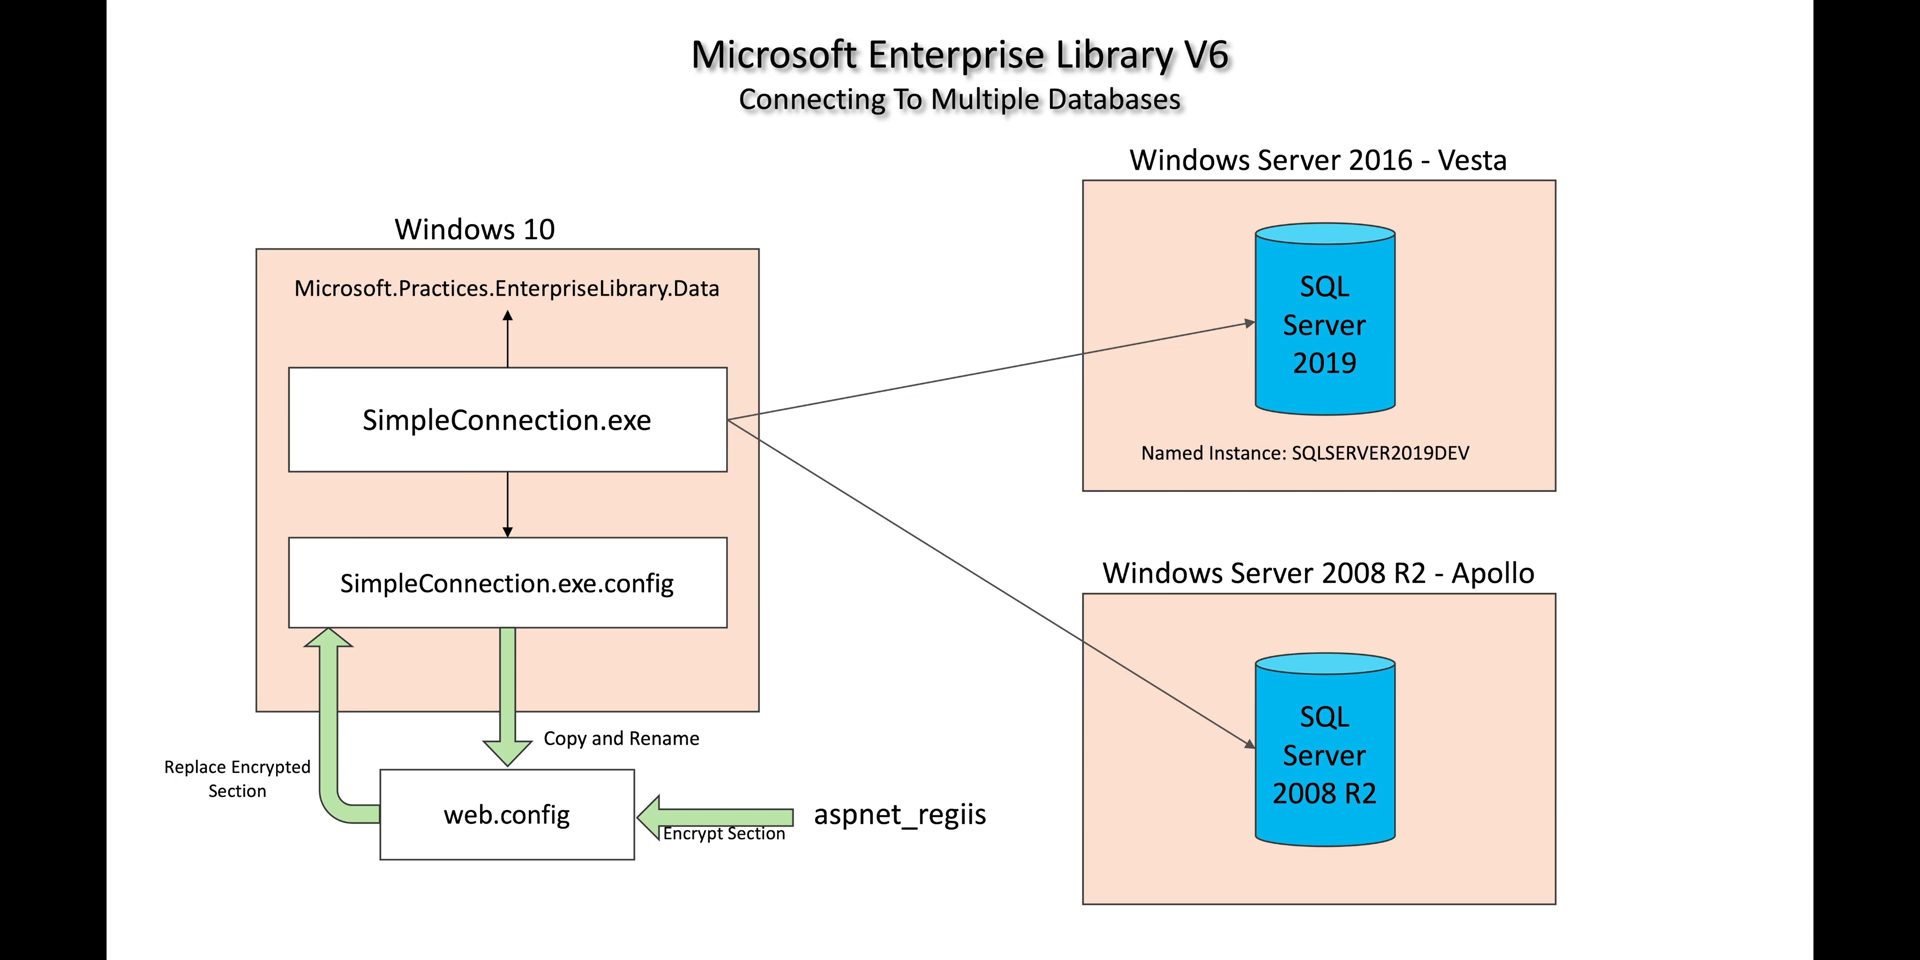 Microsoft Enterprise Library V6
Connecting To Multiple Databases
Windows Server 2016 - Vesta
SQL
Server
2019
Named Instance: SQLSERVER2019DEV
Windows 10
Microsoft.Practices.EnterpriseLibrary.Data
SimpleConnection.exe
SimpleConnection.exe.config
Copy and Rename
Replace Encrypted
Section
web.config
Encrypt Section
aspnet_regiis
Windows Server 2008 R2 - Apollo
SQL
Server
2008 R2